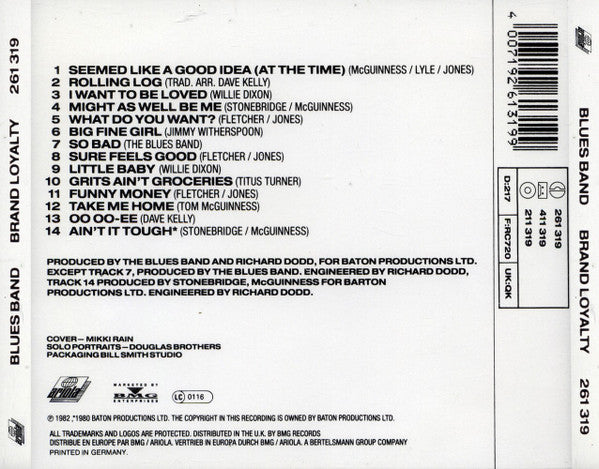 BLUES BAND BRAND LOYALTY 261 319
1 SEEMED LIKE A GOOD IDEA (AT THE TIME) (McGUINNESS / LYLE / JONES)
2 ROLLING LOG (TRAD. ARR. DAVE KELLY)
3 I WANT TO BE LOVED (WILLIE DIXON)
4 MIGHT AS WELL BE ME (STONEBRIDGE / McGUINNESS)
5 WHAT DO YOU WANT? (FLETCHER / JONES)
6 BIG FINE GIRL (JIMMY WITHERSPOON)
7 SO BAD (THE BLUES BAND)
8 SURE FEELS GOOD (FLETCHER / JONES)
9 LITTLE BABY (WILLIE DIXON)
10 GRITS AIN'T GROCERIES (TITUS TURNER)
11 FUNNY MONEY (FLETCHER / JONES)
12 TAKE ME HOME (TOM McGUINNESS)
13 OO OO-EE (DAVE KELLY)
14 AIN'T IT TOUGH* (STONEBRIDGE / McGUINNESS)
PRODUCED BY THE BLUES BAND AND RICHARD DODD, FOR BATON PRODUCTIONS LTD.
EXCEPT TRACK 7, PRODUCED BY THE BLUES BAND. ENGINEERED BY RICHARD DODD,
TRACK 14 PRODUCED BY STONEBRIDGE, McGUINNESS FOR BARTON
PRODUCTIONS LTD. ENGINEERED BY RICHARD DODD.
COVER – MIKKI RAIN
SOLO PORTRAITS – DOUGLAS BROTHERS
PACKAGING BILL SMITH STUDIO
ariola
MARKETED BY
BMG
ENTERPRISES
LC 0116
℗ 1982 ,*1980 BATON PRODUCTIONS LTD. THE COPYRIGHT IN THIS RECORDING IS OWNED BY BATON PRODUCTIONS LTD.
ALL TRADEMARKS AND LOGOS ARE PROTECTED. DISTRIBUTED IN THE U.K. BY BMG RECORDS
DISTRIBUE EN EUROPE PAR BMG / ARIOLA. VERTRIEB IN EUROPA DURCH BMG / ARIOLA. A BERTELSMANN GROUP COMPANY
PRINTED IN GERMANY.
4 007192 613199
261 319
411 319
211 319
D:217 F:RC720 UK:QK
BLUES BAND BRAND LOYALTY 261 319